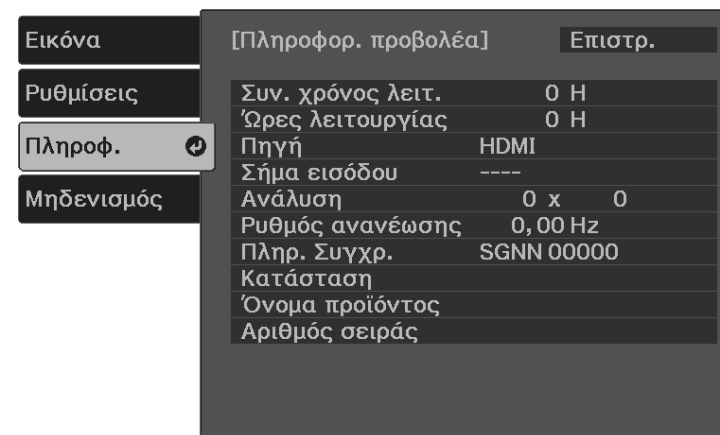 Εικόνα
Ρυθμίσεις
Πληροφ.
Μηδενισμός
[Πληροφορ. προβολέα] Επιστρ.
Συν. χρόνος λειτ. 0 H
Ώρες λειτουργίας 0 H
Πηγή HDMI
Σήμα εισόδου ----
Ανάλυση 0 x 0
Ρυθμός ανανέωσης 0,00 Hz
Πληρ. Συγχρ. SGNN 00000
Κατάσταση
Όνομα προϊόντος
Αριθμός σειράς